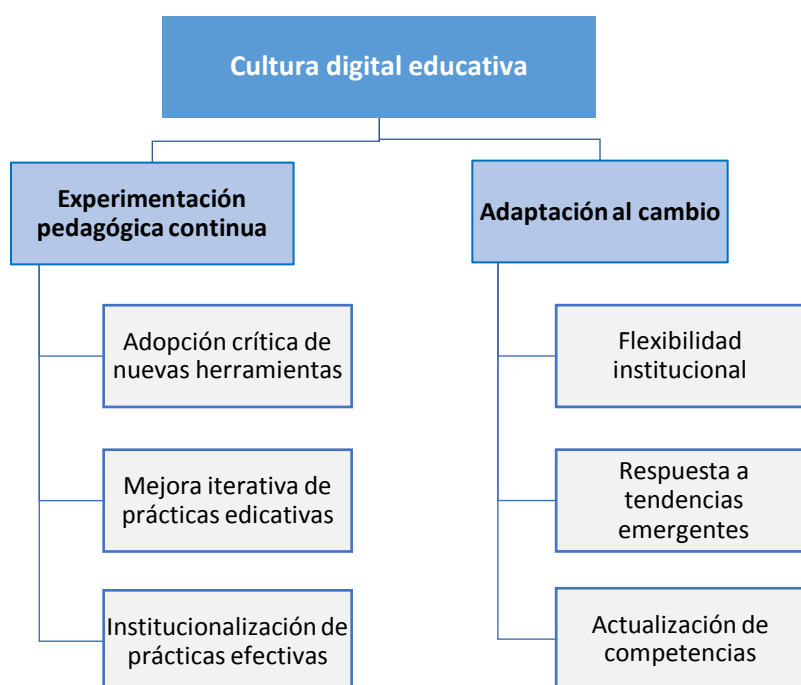 Cultura digital educativa
Experimentación
pedagógica continua
Adopción crítica de
nuevas herramientas
Mejora iterativa de
prácticas edicativas
Institucionalización de
prácticas efectivas
Adaptación al cambio
Flexibilidad
institucional
Respuesta a
tendencias
emergentes
Actualización de
competencias